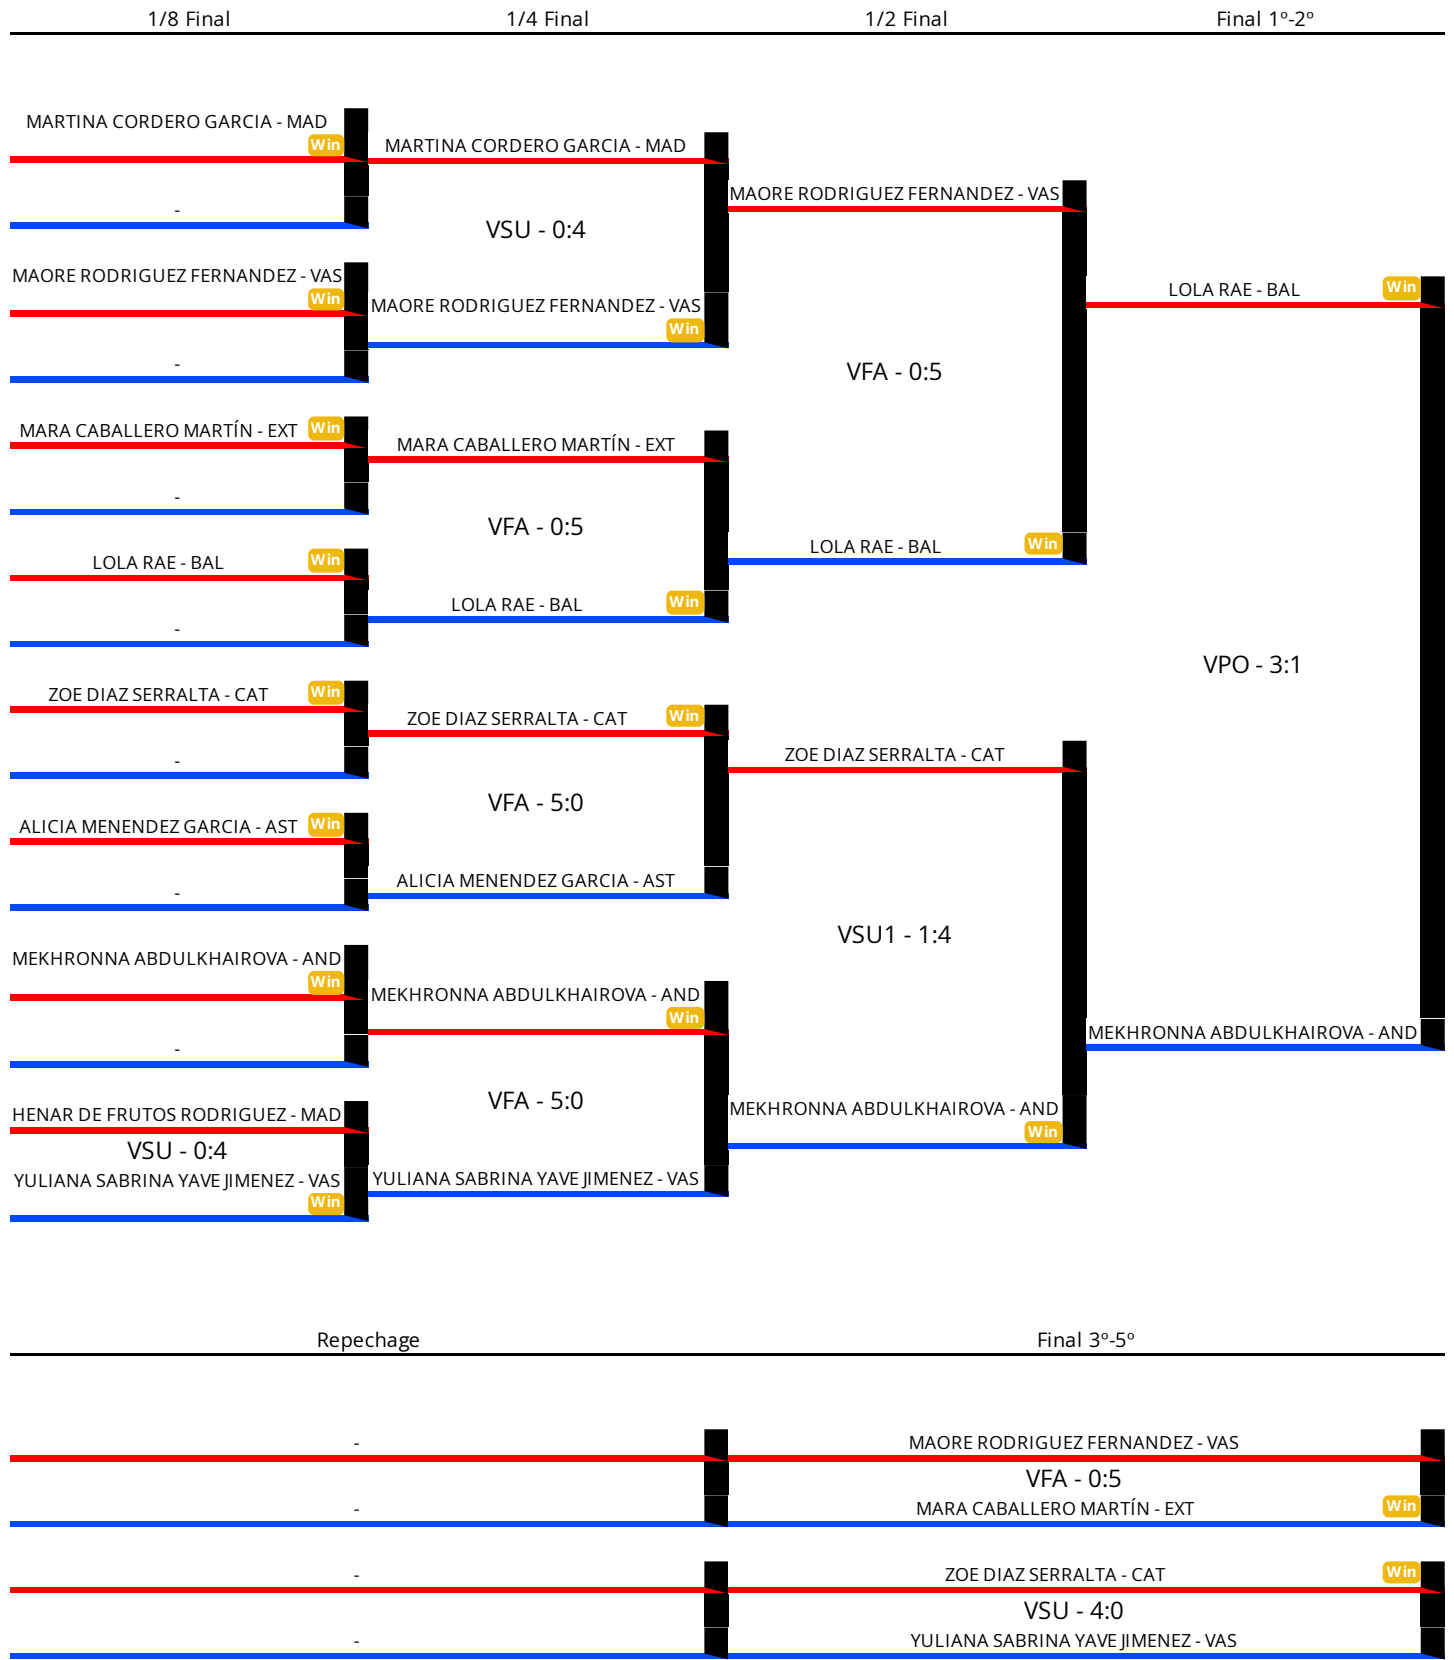 1/8 Final
1/4 Final
1/2 Final
Final 1º-2º
MARTINA CORDERO GARCIA - MAD
Win
-
MAORE RODRIGUEZ FERNANDEZ - VAS
Win
-
MARA CABALLERO MARTÍN - EXT
Win
-
LOLA RAE - BAL
Win
-
ZOE DIAZ SERRALTA - CAT
Win
-
ALICIA MENENDEZ GARCIA - AST
Win
-
MEKHRONNA ABDULKHAIROVA - AND
Win
-
HENAR DE FRUTOS RODRIGUEZ - MAD
VSU - 0:4
YULIANA SABRINA YAVE JIMENEZ - VAS
Win
MARTINA CORDERO GARCIA - MAD
VSU - 0:4
MAORE RODRIGUEZ FERNANDEZ - VAS
Win
MARA CABALLERO MARTÍN - EXT
VFA - 0:5
LOLA RAE - BAL
Win
ZOE DIAZ SERRALTA - CAT
Win
VFA - 5:0
ALICIA MENENDEZ GARCIA - AST
MEKHRONNA ABDULKHAIROVA - AND
Win
VFA - 5:0
YULIANA SABRINA YAVE JIMENEZ - VAS
MAORE RODRIGUEZ FERNANDEZ - VAS
VFA - 0:5
LOLA RAE - BAL
Win
ZOE DIAZ SERRALTA - CAT
VSU1 - 1:4
MEKHRONNA ABDULKHAIROVA - AND
Win
LOLA RAE - BAL
Win
VPO - 3:1
MEKHRONNA ABDULKHAIROVA - AND
Repechage
Final 3º-5º
-
-
-
-
MAORE RODRIGUEZ FERNANDEZ - VAS
VFA - 0:5
MARA CABALLERO MARTÍN - EXT
Win
ZOE DIAZ SERRALTA - CAT
Win
VSU - 4:0
YULIANA SABRINA YAVE JIMENEZ - VAS